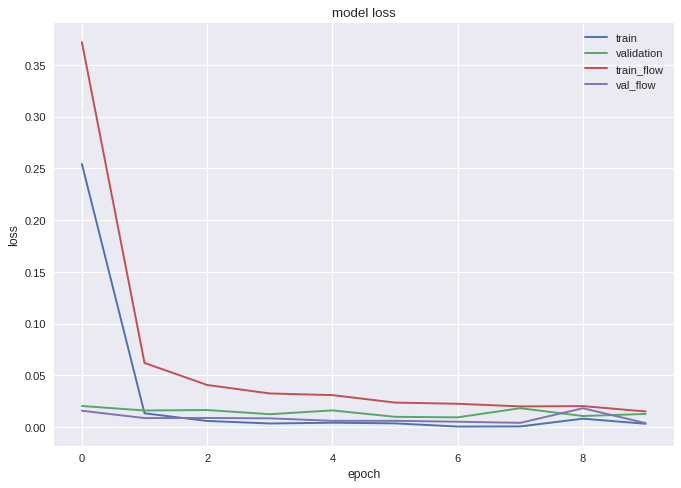 model loss
train
validation
train_flow
val_flow
0.35
0.30
0.25
0.20
0.15
0.10
0.05
0.00
loss
0 2 4 6 8
epoch